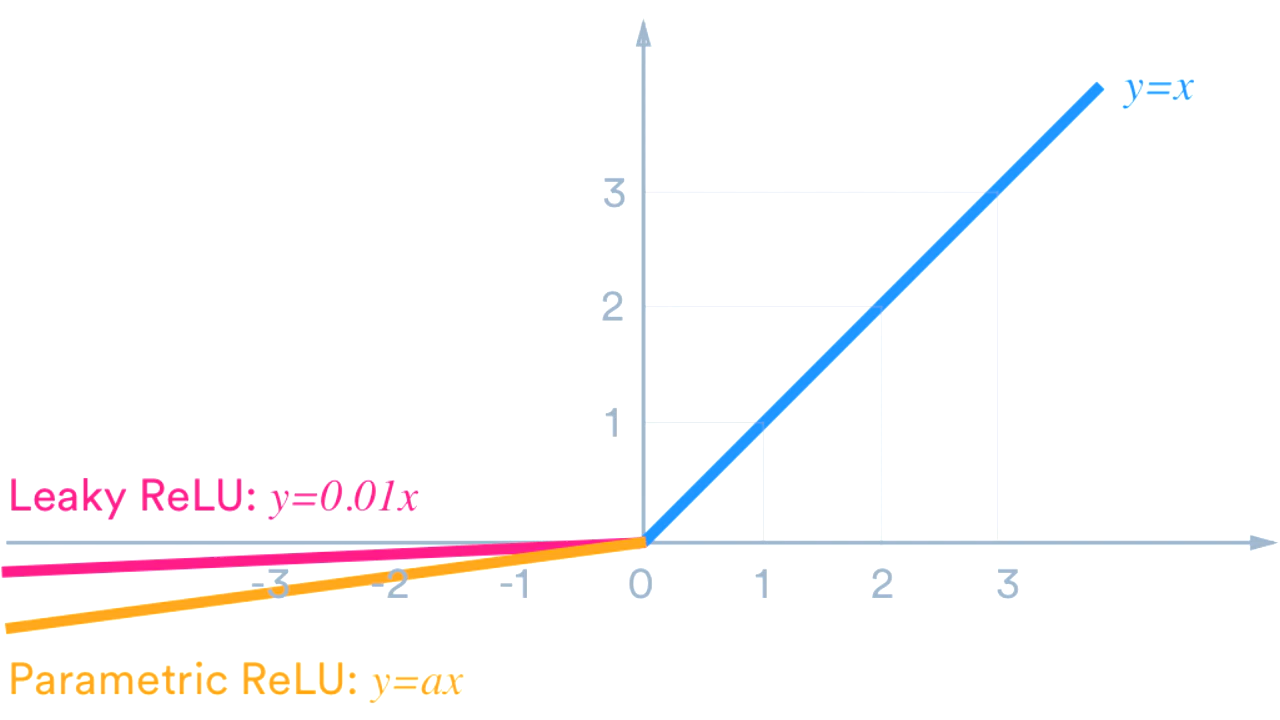 y=x
3
2
1
Leaky ReLU: y=0.01x
-3 -2 -1 0 1 2 3
Parametric ReLU: y=ax